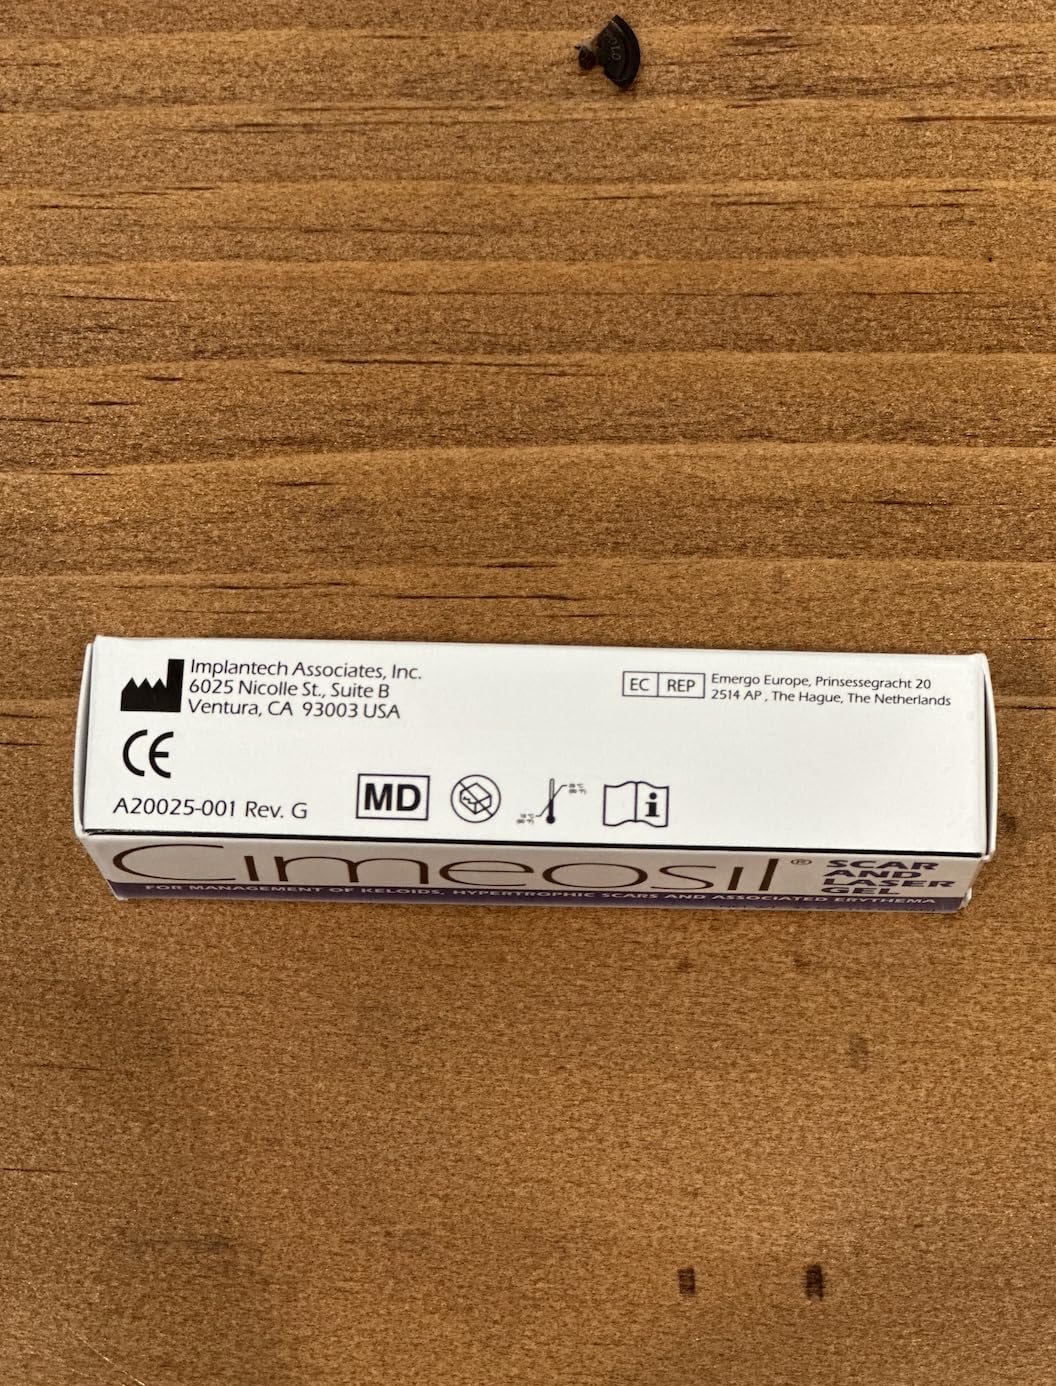 Implantech Associates, Inc.
6025 Nicolle St., Suite B
Ventura, CA 93003 USA
EC REP
Emergo Europe, Prinsessegracht 20
2514 AP , The Hague, The Netherlands
CE
A20025-001 Rev. G
MD
i
Cimeosil®
SCAR
AND
LASER
GEL
FOR MANAGEMENT OF KELOIDS, HYPERTROPHIC SCARS AND ASSOCIATED ERYTHEMA